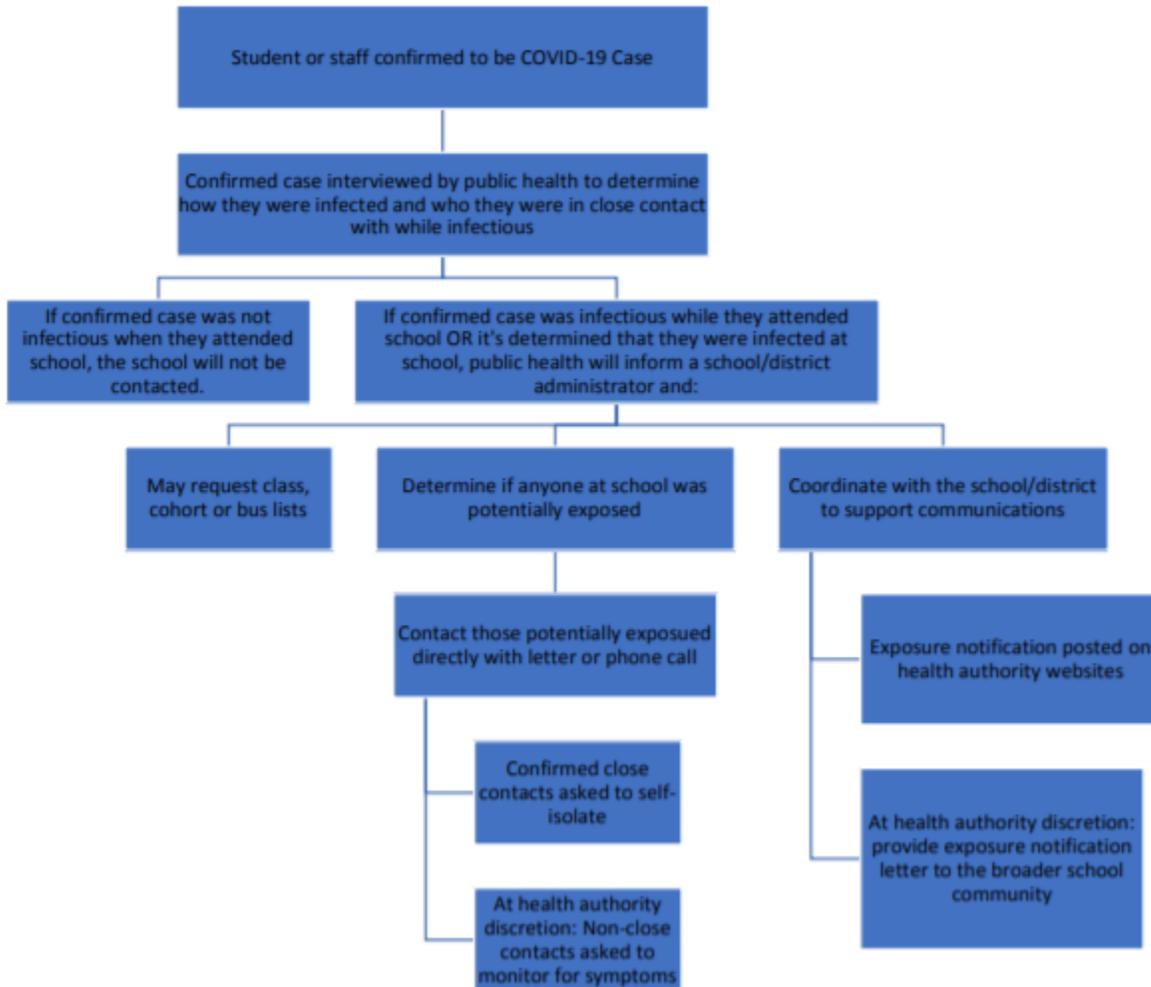 Student or staff confirmed to be COVID-19 Case
Confirmed case interviewed by public health to determine
how they were infected and who they were in close contact
with while infectious
If confirmed case was not
infectious when they attended
school, the school will not be
contacted.
If confirmed case was infectious while they attended
school OR it's determined that they were infected at
school, public health will inform a school/district
administrator and:
May request class,
cohort or bus lists
Determine if anyone at school was
potentially exposed
Contact those potentially exposued
directly with letter or phone call
Confirmed close
contacts asked to self-
isolate
At health authority
discretion: Non-close
contacts asked to
monitor for symptoms
Coordinate with the school/district
to support communications
Exposure notification posted on
health authority websites
At health authority discretion:
provide exposure notification
letter to the broader school
community